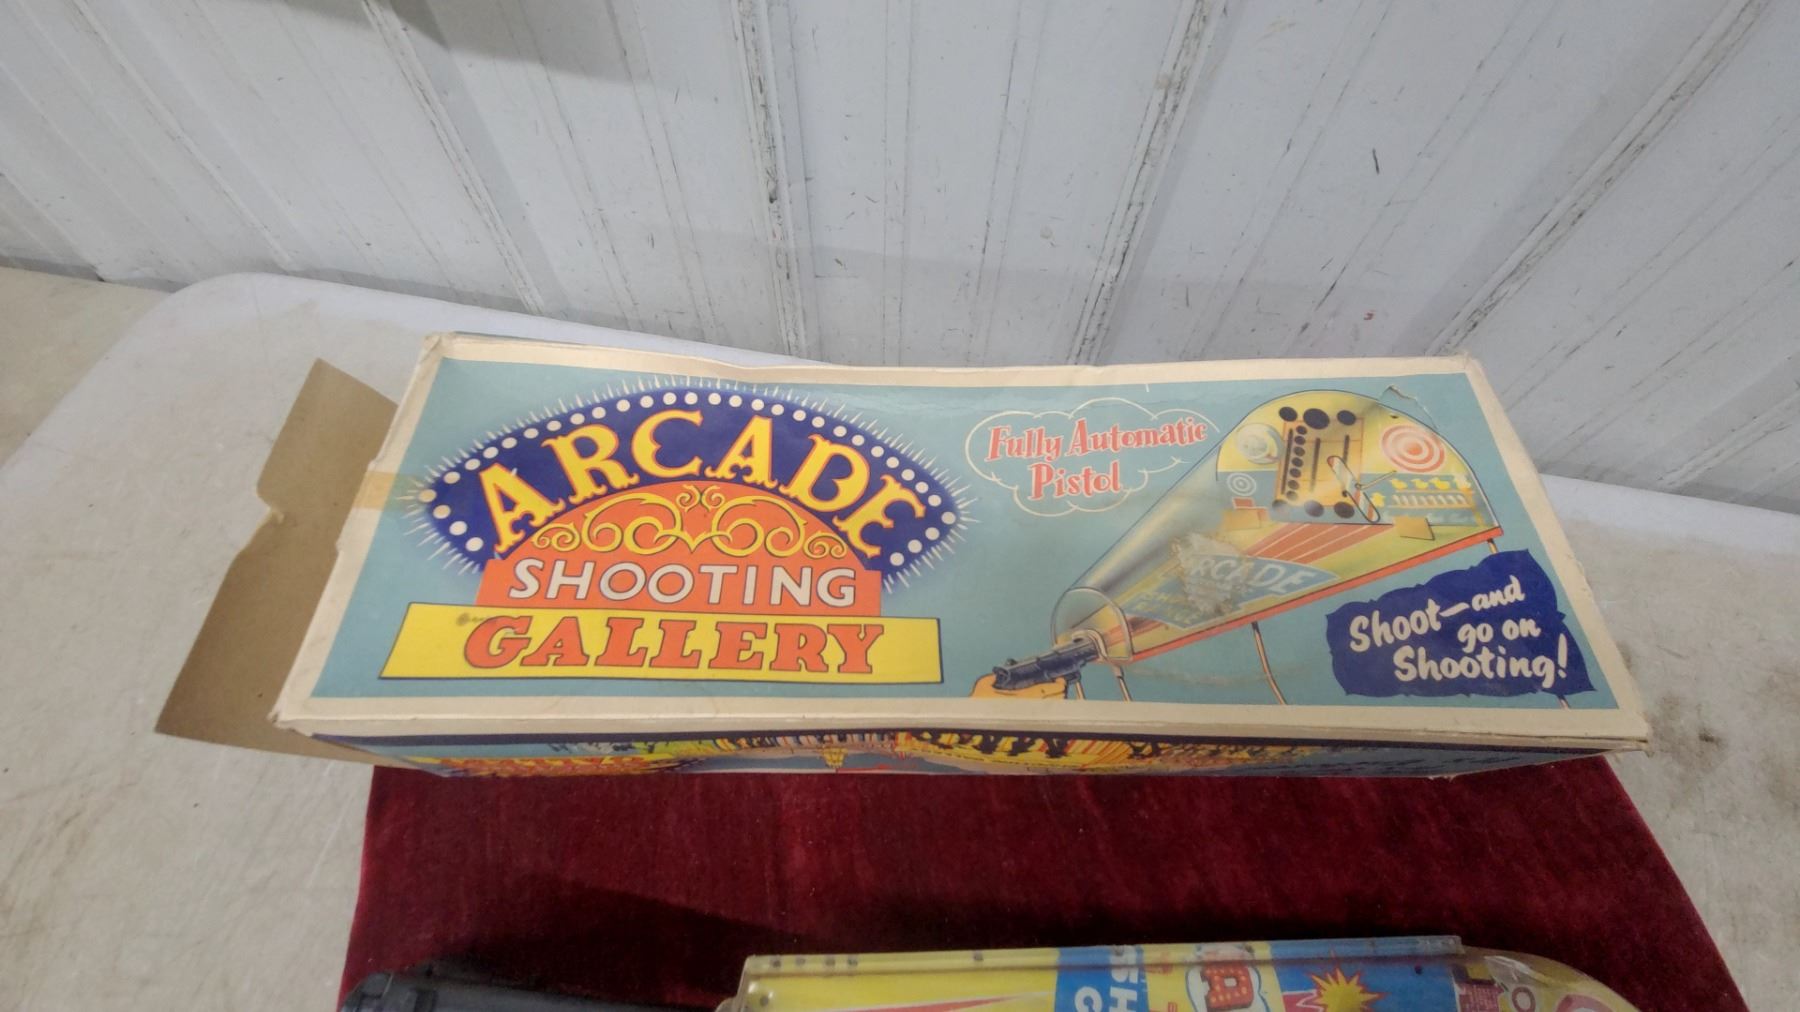 ARCADE
SHOOTING
GALLERY
Fully Automatic
Pistol
ARCADE
Shoot—and
go on
Shooting!